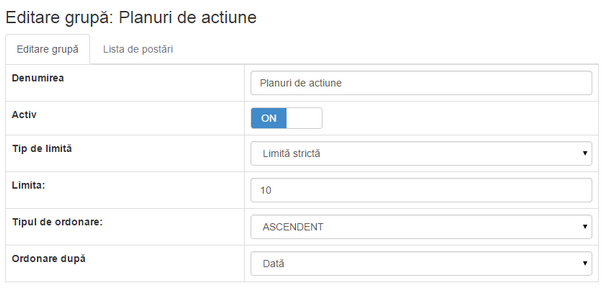 Editare grupă: Planuri de actiune
Editare grupă Lista de postări
Denumirea Planuri de actiune
Activ ON
Tip de limită Limită strictă
Limita: 10
Tipul de ordonare: ASCENDENT
Ordonare după Dată